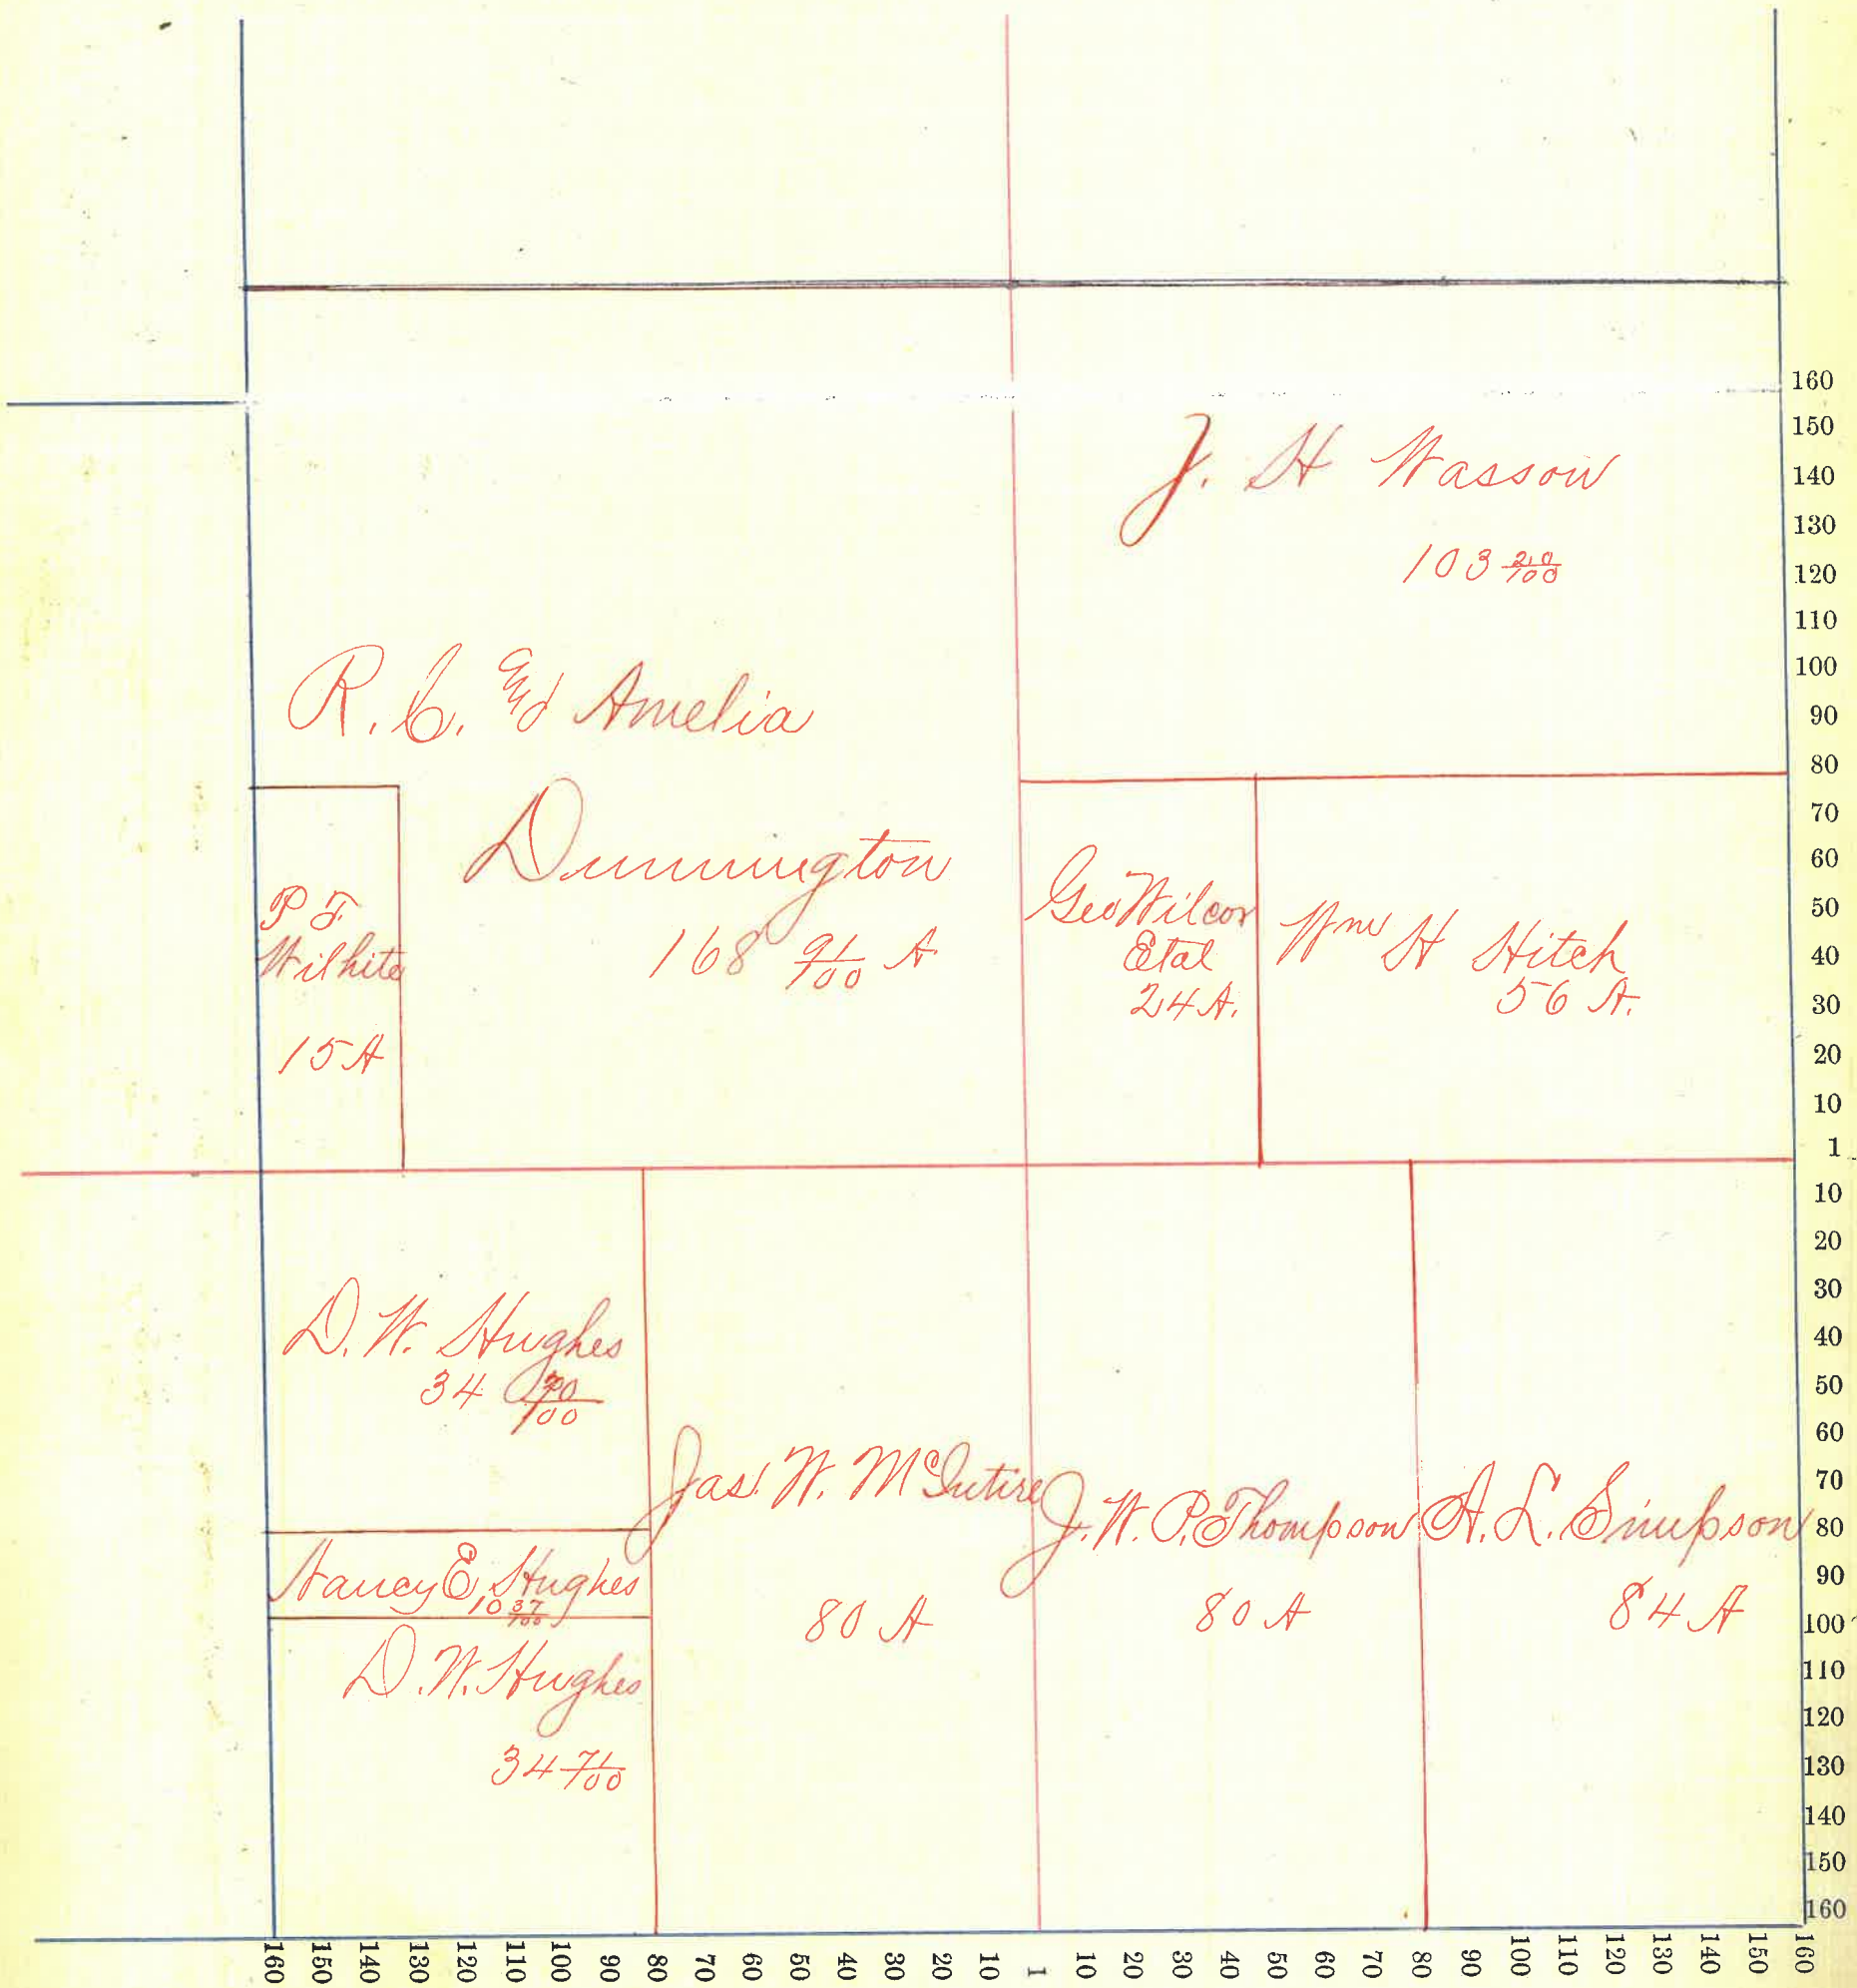 J. H Wasson
103 20/100
R. C. and Amelia
Dunnington
168 91/100 A
P F
Wilhite
15 A
Geo Wilcox
Etal
24 A.
Wm H Hitch
56 A.
D. W. Hughes
34 70/100
Jas. W. McIntire
80 A
J. W. P. Thompson
80 A
A. L. Simpson
84 A
Nancy E Hughes
10 37/100
D. W. Hughes
34 71/100
160
150
140
130
120
110
100
90
80
70
60
50
40
30
20
10
1
10
20
30
40
50
60
70
80
90
100
110
120
130
140
150
160
160 150 140 130 120 110 100 90 80 70 60 50 40 30 20 10 1 10 20 30 40 50 60 70 80 90 100 110 120 130 140 150 160